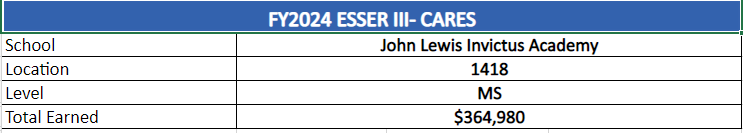 FY2024 ESSER III- CARES
School John Lewis Invictus Academy
Location 1418
Level MS
Total Earned $364,980